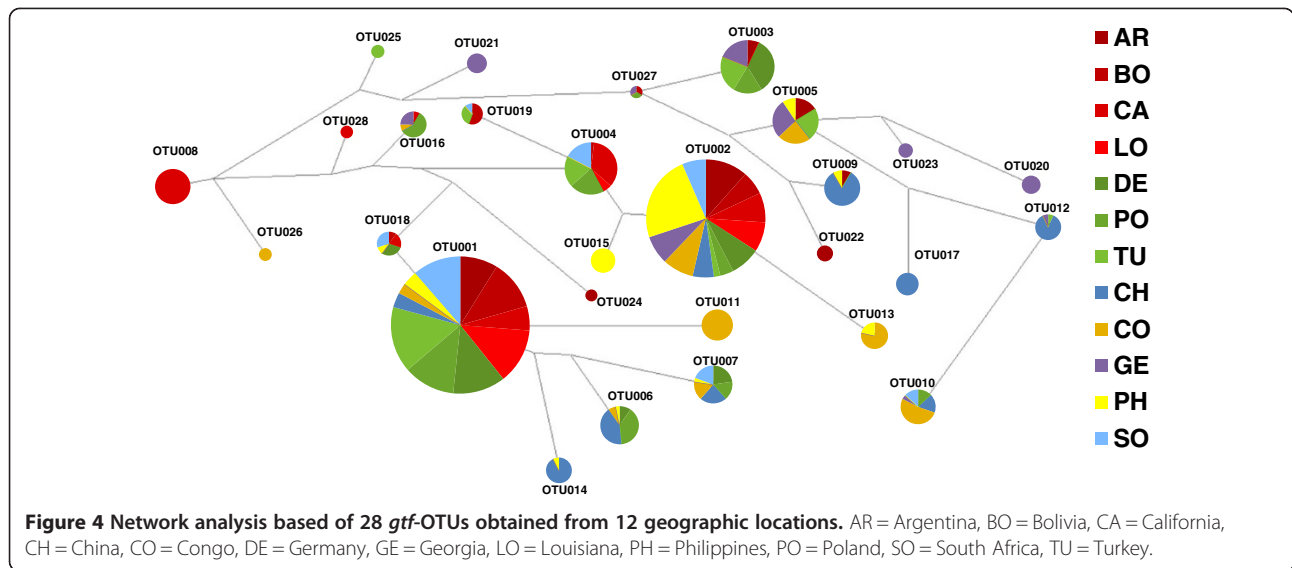 OTU025
OTU021
OTU003
OTU027
OTU005
OTU019
OTU028
OTU016
OTU004
OTU002
OTU023
OTU008
OTU009
OTU020
OTU012
OTU018
OTU026
OTU015
OTU022
OTU017
OTU001
OTU024
OTU011
OTU013
OTU007
OTU010
OTU006
OTU014
AR
BO
CA
LO
DE
PO
TU
CH
CO
GE
PH
SO
Figure 4 Network analysis based of 28 gtf-OTUs obtained from 12 geographic locations. AR = Argentina, BO = Bolivia, CA = California,
CH = China, CO = Congo, DE = Germany, GE = Georgia, LO = Louisiana, PH = Philippines, PO = Poland, SO = South Africa, TU = Turkey.